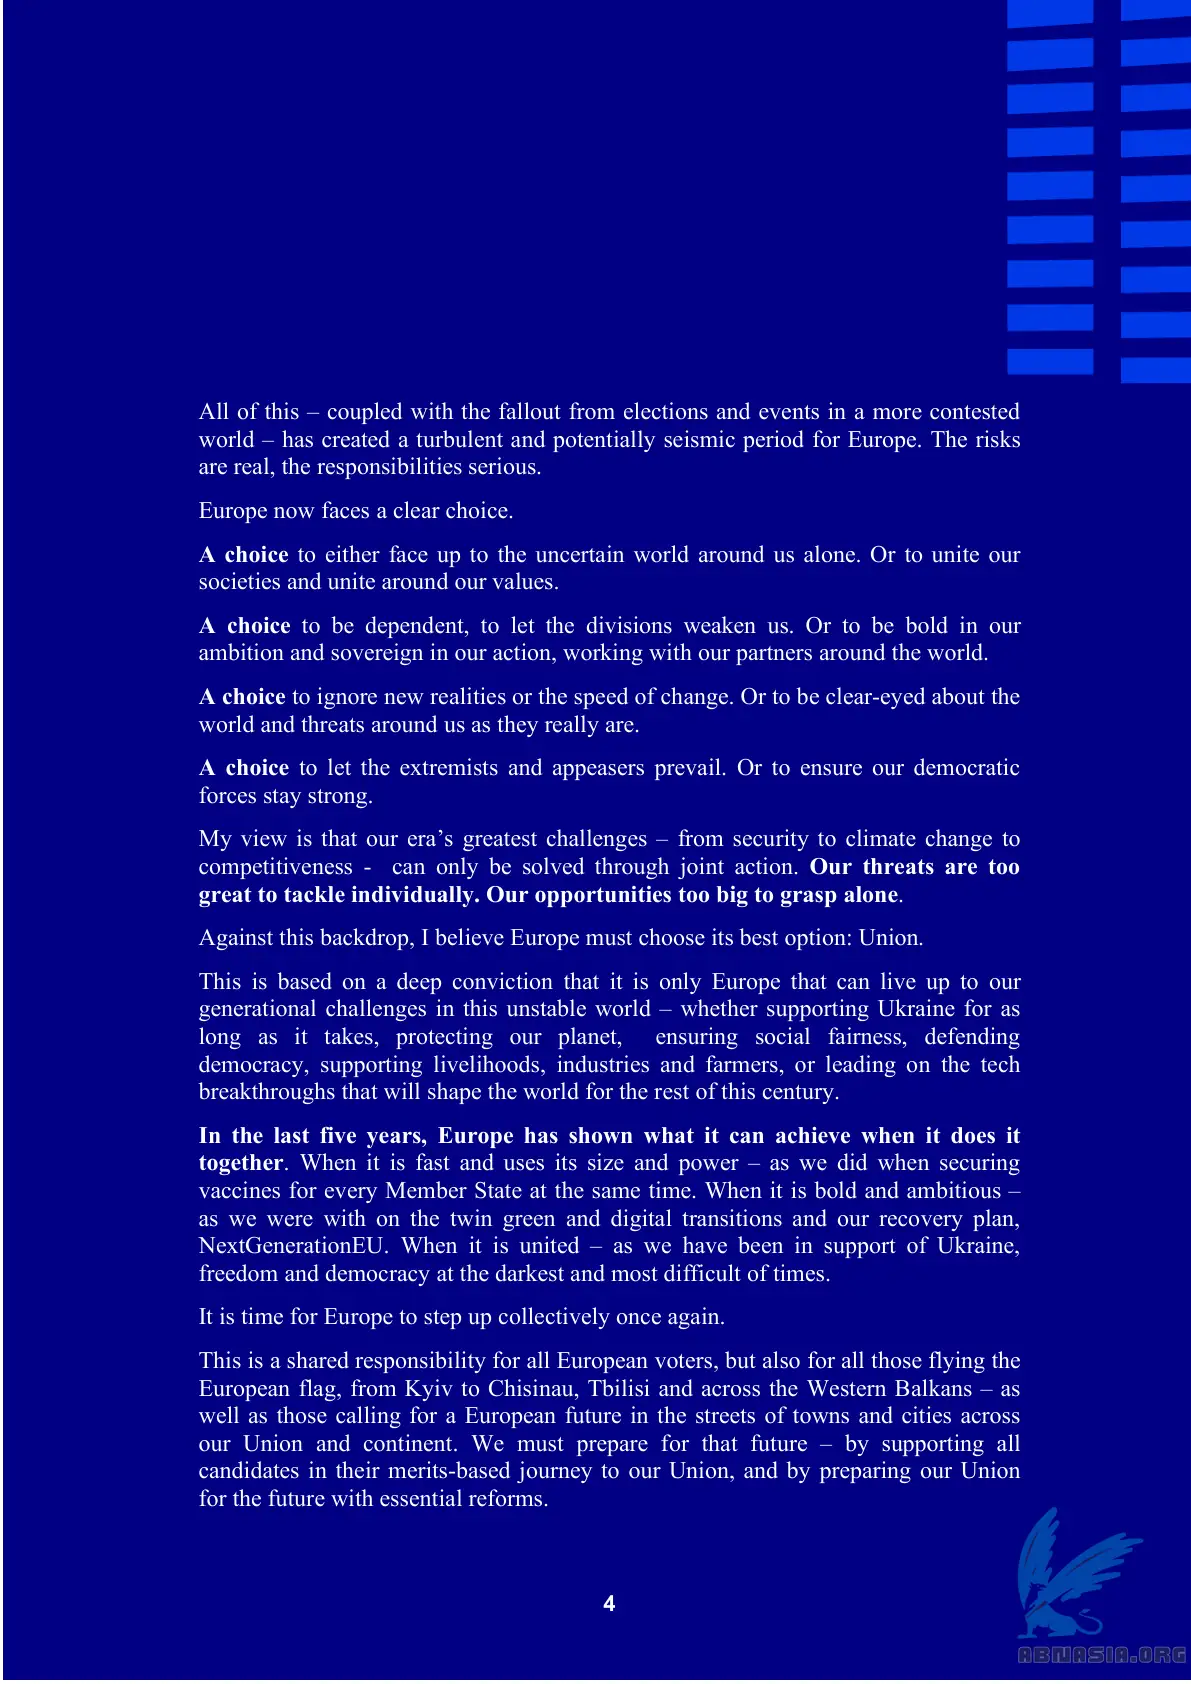 All of this – coupled with the fallout from elections and events in a more contested
world – has created a turbulent and potentially seismic period for Europe. The risks
are real, the responsibilities serious.
Europe now faces a clear choice.
A choice to either face up to the uncertain world around us alone. Or to unite our
societies and unite around our values.
A choice to be dependent, to let the divisions weaken us. Or to be bold in our
ambition and sovereign in our action, working with our partners around the world.
A choice to ignore new realities or the speed of change. Or to be clear-eyed about the
world and threats around us as they really are.
A choice to let the extremists and appeasers prevail. Or to ensure our democratic
forces stay strong.
My view is that our era’s greatest challenges – from security to climate change to
competitiveness -  can only be solved through joint action. Our threats are too
great to tackle individually. Our opportunities too big to grasp alone.
Against this backdrop, I believe Europe must choose its best option: Union.
This is based on a deep conviction that it is only Europe that can live up to our
generational challenges in this unstable world – whether supporting Ukraine for as
long as it takes, protecting our planet,  ensuring social fairness, defending
democracy, supporting livelihoods, industries and farmers, or leading on the tech
breakthroughs that will shape the world for the rest of this century.
In the last five years, Europe has shown what it can achieve when it does it
together. When it is fast and uses its size and power – as we did when securing
vaccines for every Member State at the same time. When it is bold and ambitious –
as we were with on the twin green and digital transitions and our recovery plan,
NextGenerationEU. When it is united – as we have been in support of Ukraine,
freedom and democracy at the darkest and most difficult of times.
It is time for Europe to step up collectively once again.
This is a shared responsibility for all European voters, but also for all those flying the
European flag, from Kyiv to Chisinau, Tbilisi and across the Western Balkans – as
well as those calling for a European future in the streets of towns and cities across
our Union and continent. We must prepare for that future – by supporting all
candidates in their merits-based journey to our Union, and by preparing our Union
for the future with essential reforms.
4
ABNASIA.ORG